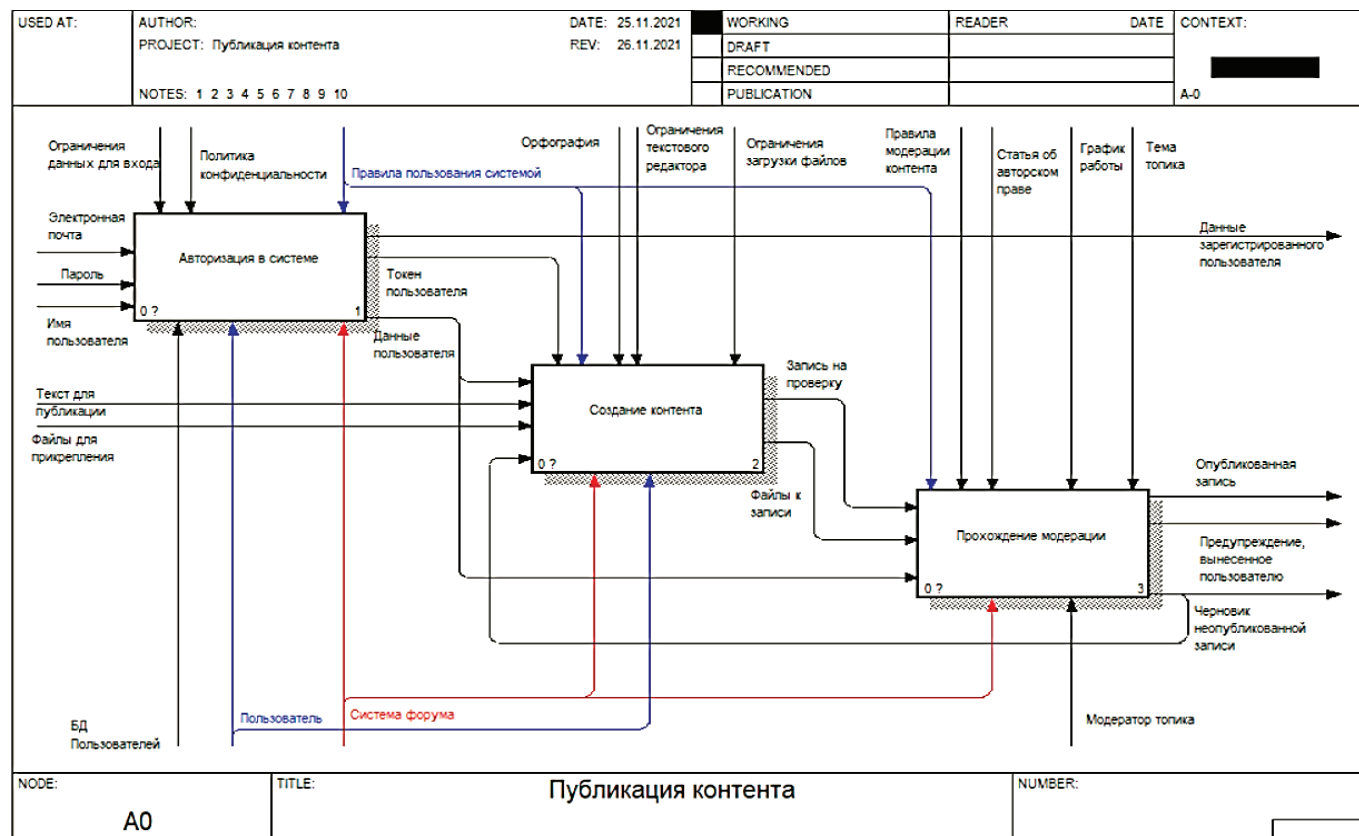 USED AT:
AUTHOR:
DATE: 25.11.2021
PROJECT: Публикация контента
REV: 26.11.2021
NOTES: 1 2 3 4 5 6 7 8 9 10
WORKING
DRAFT
RECOMMENDED
PUBLICATION
READER
DATE
CONTEXT:
A-0
Ограничения
данных для входа
Политика
конфиденциальности
Правила пользования системой
Орфография
Ограничения
текстового
редактора
Ограничения
загрузки файлов
Правила
модерации
контента
Статья об
авторском
праве
График
работы
Тема
топика
Электронная
почта
Пароль
Имя
пользователя
Авторизация в системе
0 ?
1
Данные
зарегистрированного
пользователя
Токен
пользователя
Данные
пользователя
Текст для
публикации
Файлы для
прикрепления
Создание контента
0 ?
2
Запись на
проверку
Файлы к
записи
Прохождение модерации
0 ?
3
Опубликованная
запись
Предупреждение,
вынесенное
пользователю
Черновик
неопубликованной
записи
БД
Пользователей
Пользователь
Система форума
Модератор топика
NODE:
A0
TITLE:
Публикация контента
NUMBER: